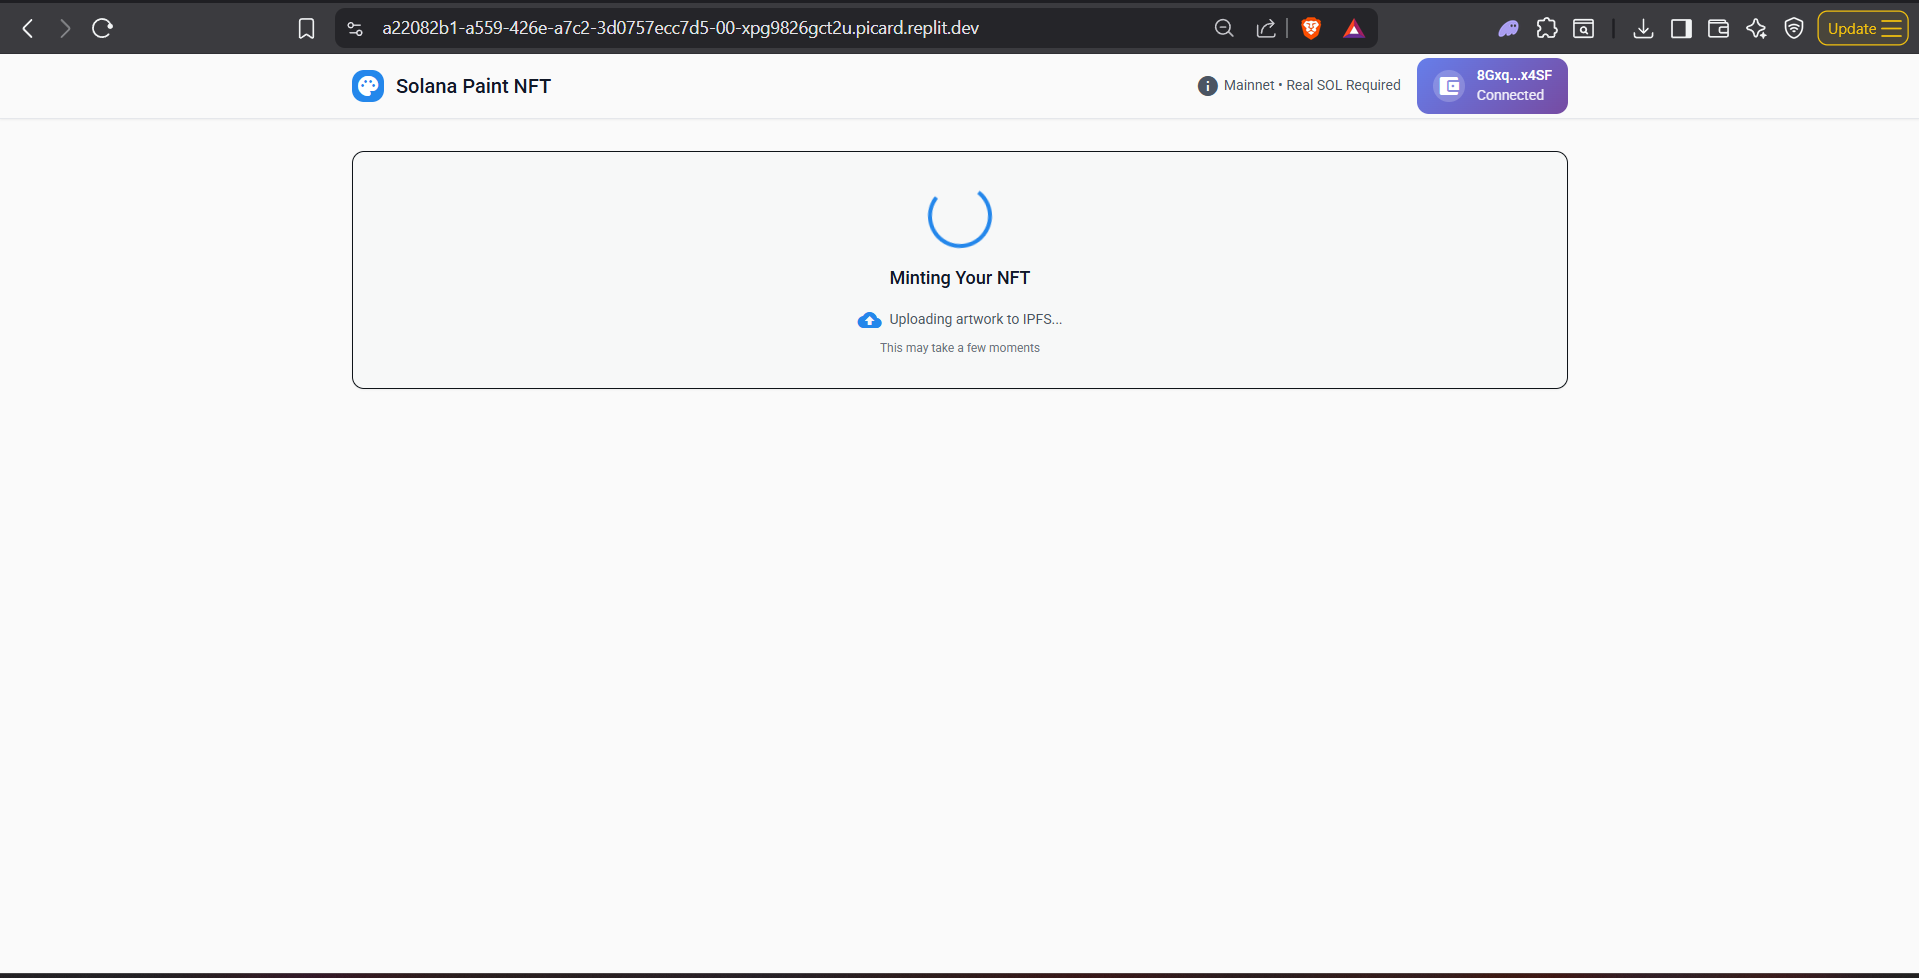 a22082b1-a559-426e-a7c2-3d0757ecc7d5-00-xpg9826gct2u.picard.replit.dev
Update
Solana Paint NFT
Mainnet • Real SOL Required
8Gxq...x4SF
Connected
Minting Your NFT
Uploading artwork to IPFS...
This may take a few moments